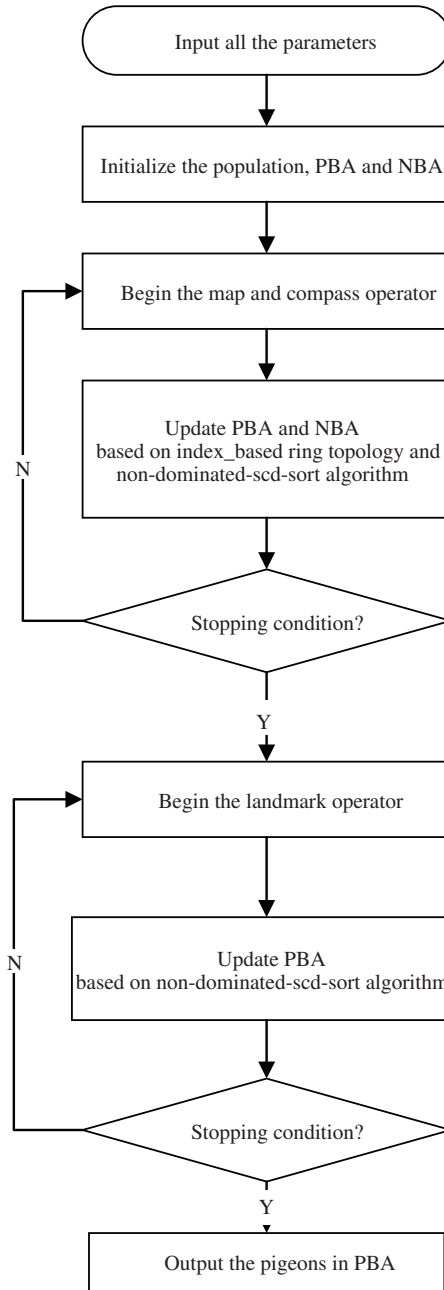 Input all the parameters
Initialize the population, PBA and NBA
Begin the map and compass operator
Update PBA and NBA
based on index_based ring topology and
non-dominated-scd-sort algorithm
N
Stopping condition?
Y
Begin the landmark operator
Update PBA
based on non-dominated-scd-sort algorithm
N
Stopping condition?
Y
Output the pigeons in PBA